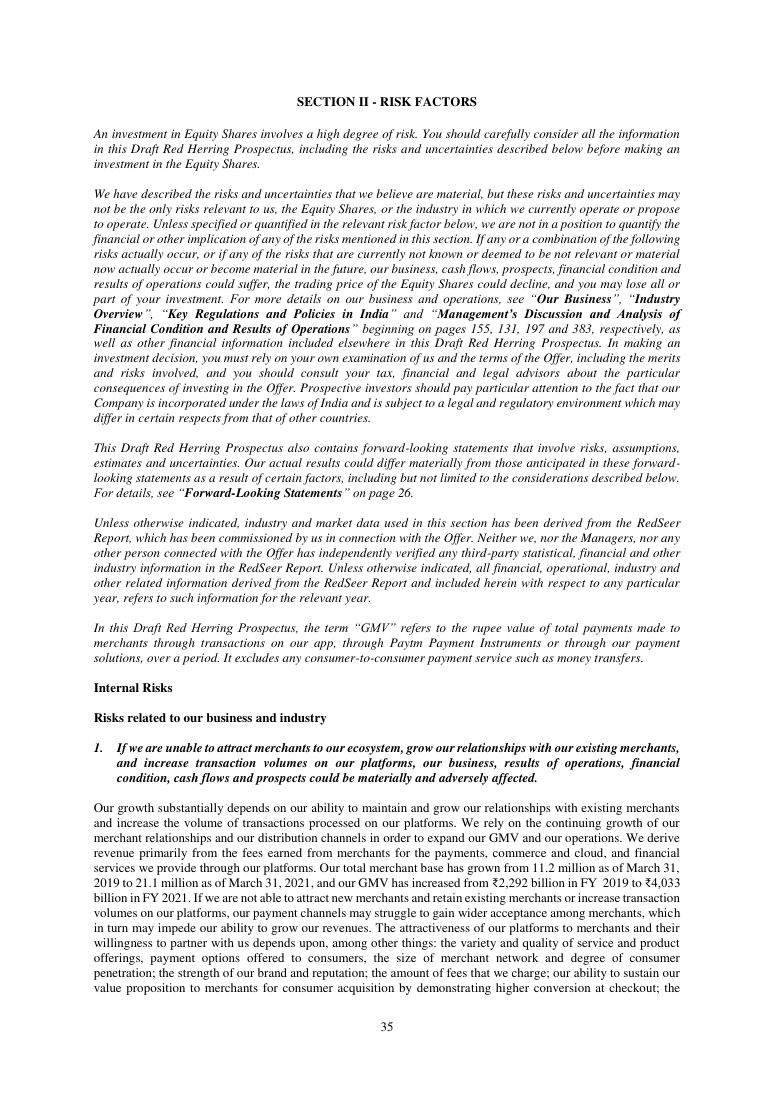 SECTION II - RISK FACTORS
An investment in Equity Shares involves a high degree of risk. You should carefully consider all the information
in this Draft Red Herring Prospectus, including the risks and uncertainties described below before making an
investment in the Equity Shares.
We have described the risks and uncertainties that we believe are material, but these risks and uncertainties may
not be the only risks relevant to us, the Equity Shares, or the industry in which we currently operate or propose
to operate. Unless specified or quantified in the relevant risk factor below, we are not in a position to quantify the
financial or other implication of any of the risks mentioned in this section. If any or a combination of the following
risks actually occur, or if any of the risks that are currently not known or deemed to be not relevant or material
now actually occur or become material in the future, our business, cash flows, prospects, financial condition and
results of operations could suffer, the trading price of the Equity Shares could decline, and you may lose all or
part of your investment. For more details on our business and operations, see “Our Business”, “Industry
Overview”, “Key Regulations and Policies in India” and “Management’s Discussion and Analysis of
Financial Condition and Results of Operations” beginning on pages 155, 131, 197 and 383, respectively, as
well as other financial information included elsewhere in this Draft Red Herring Prospectus. In making an
investment decision, you must rely on your own examination of us and the terms of the Offer, including the merits
and risks involved, and you should consult your tax, financial and legal advisors about the particular
consequences of investing in the Offer. Prospective investors should pay particular attention to the fact that our
Company is incorporated under the laws of India and is subject to a legal and regulatory environment which may
differ in certain respects from that of other countries.
This Draft Red Herring Prospectus also contains forward-looking statements that involve risks, assumptions,
estimates and uncertainties. Our actual results could differ materially from those anticipated in these forward-
looking statements as a result of certain factors, including but not limited to the considerations described below.
For details, see “Forward-Looking Statements” on page 26.
Unless otherwise indicated, industry and market data used in this section has been derived from the RedSeer
Report, which has been commissioned by us in connection with the Offer. Neither we, nor the Managers, nor any
other person connected with the Offer has independently verified any third-party statistical, financial and other
industry information in the RedSeer Report. Unless otherwise indicated, all financial, operational, industry and
other related information derived from the RedSeer Report and included herein with respect to any particular
year, refers to such information for the relevant year.
In this Draft Red Herring Prospectus, the term “GMV” refers to the rupee value of total payments made to
merchants through transactions on our app, through Paytm Payment Instruments or through our payment
solutions, over a period. It excludes any consumer-to-consumer payment service such as money transfers.
Internal Risks
Risks related to our business and industry
1. If we are unable to attract merchants to our ecosystem, grow our relationships with our existing merchants,
and increase transaction volumes on our platforms, our business, results of operations, financial
condition, cash flows and prospects could be materially and adversely affected.
Our growth substantially depends on our ability to maintain and grow our relationships with existing merchants
and increase the volume of transactions processed on our platforms. We rely on the continuing growth of our
merchant relationships and our distribution channels in order to expand our GMV and our operations. We derive
revenue primarily from the fees earned from merchants for the payments, commerce and cloud, and financial
services we provide through our platforms. Our total merchant base has grown from 11.2 million as of March 31,
2019 to 21.1 million as of March 31, 2021, and our GMV has increased from ₹2,292 billion in FY 2019 to ₹4,033
billion in FY 2021. If we are not able to attract new merchants and retain existing merchants or increase transaction
volumes on our platforms, our payment channels may struggle to gain wider acceptance among merchants, which
in turn may impede our ability to grow our revenues. The attractiveness of our platforms to merchants and their
willingness to partner with us depends upon, among other things: the variety and quality of service and product
offerings, payment options offered to consumers, the size of merchant network and degree of consumer
penetration; the strength of our brand and reputation; the amount of fees that we charge; our ability to sustain our
value proposition to merchants for consumer acquisition by demonstrating higher conversion at checkout; the
35